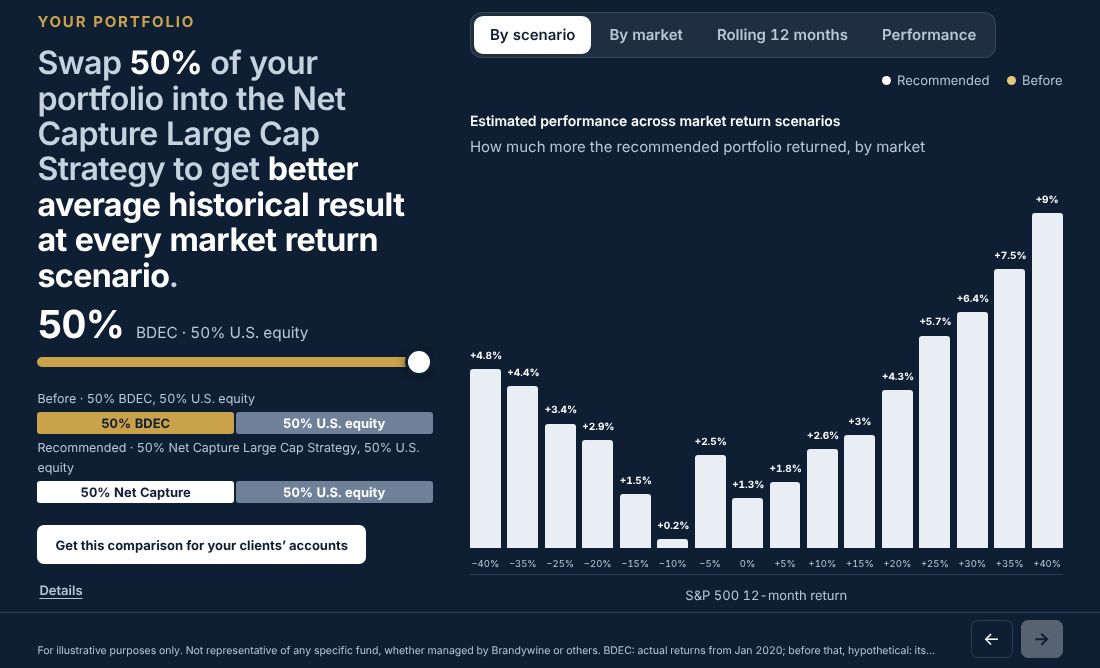 YOUR PORTFOLIO
Swap 50% of your
portfolio into the Net
Capture Large Cap
Strategy to get better
average historical result
at every market return
scenario.
50% BDEC · 50% U.S. equity
Before · 50% BDEC, 50% U.S. equity
50% BDEC 50% U.S. equity
Recommended · 50% Net Capture Large Cap Strategy, 50% U.S.
equity
50% Net Capture 50% U.S. equity
Get this comparison for your clients’ accounts
Details
By scenario By market Rolling 12 months Performance
Recommended Before
Estimated performance across market return scenarios
How much more the recommended portfolio returned, by market
+4.8% +4.4% +3.4% +2.9% +1.5% +0.2% +2.5% +1.3% +1.8% +2.6% +3% +4.3% +5.7% +6.4% +7.5% +9%
−40% −35% −25% −20% −15% −10% −5% 0% +5% +10% +15% +20% +25% +30% +35% +40%
S&P 500 12-month return
For illustrative purposes only. Not representative of any specific fund, whether managed by Brandywine or others. BDEC: actual returns from Jan 2020; before that, hypothetical: its…